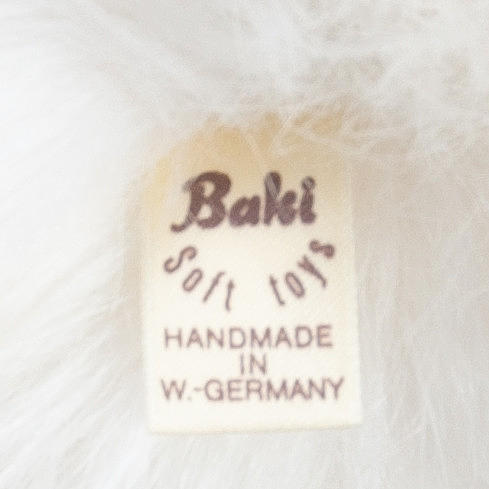 Baki
Soft toys
HANDMADE
IN
W.-GERMANY